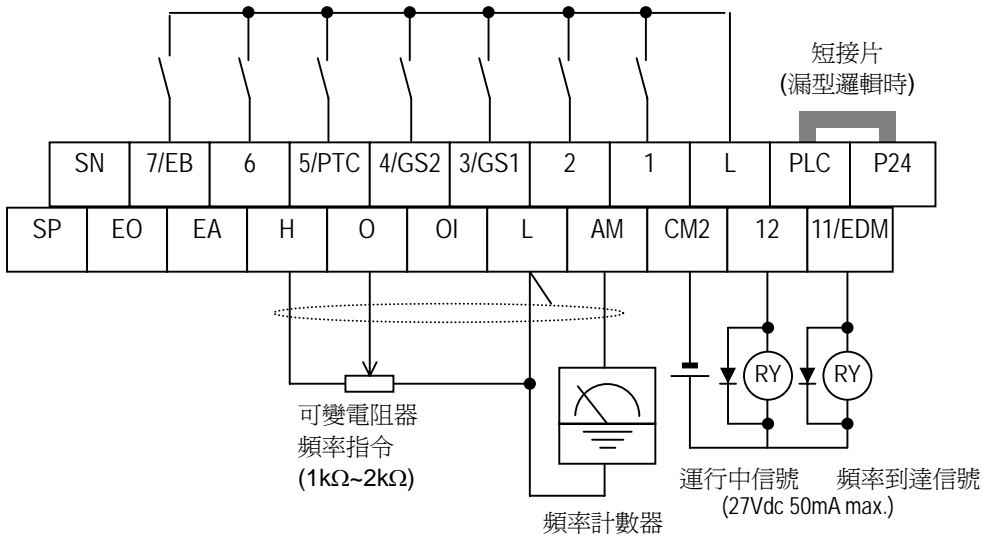 短接片
(漏型邏輯時)
SN 7/EB 6 5/PTC 4/GS2 3/GS1 2 1 L PLC P24
SP EO EA H O OI L AM CM2 12 11/EDM
RY RY
可變電阻器
頻率指令
(1kΩ~2kΩ)
運行中信號 頻率到達信號
(27Vdc 50mA max.)
頻率計數器